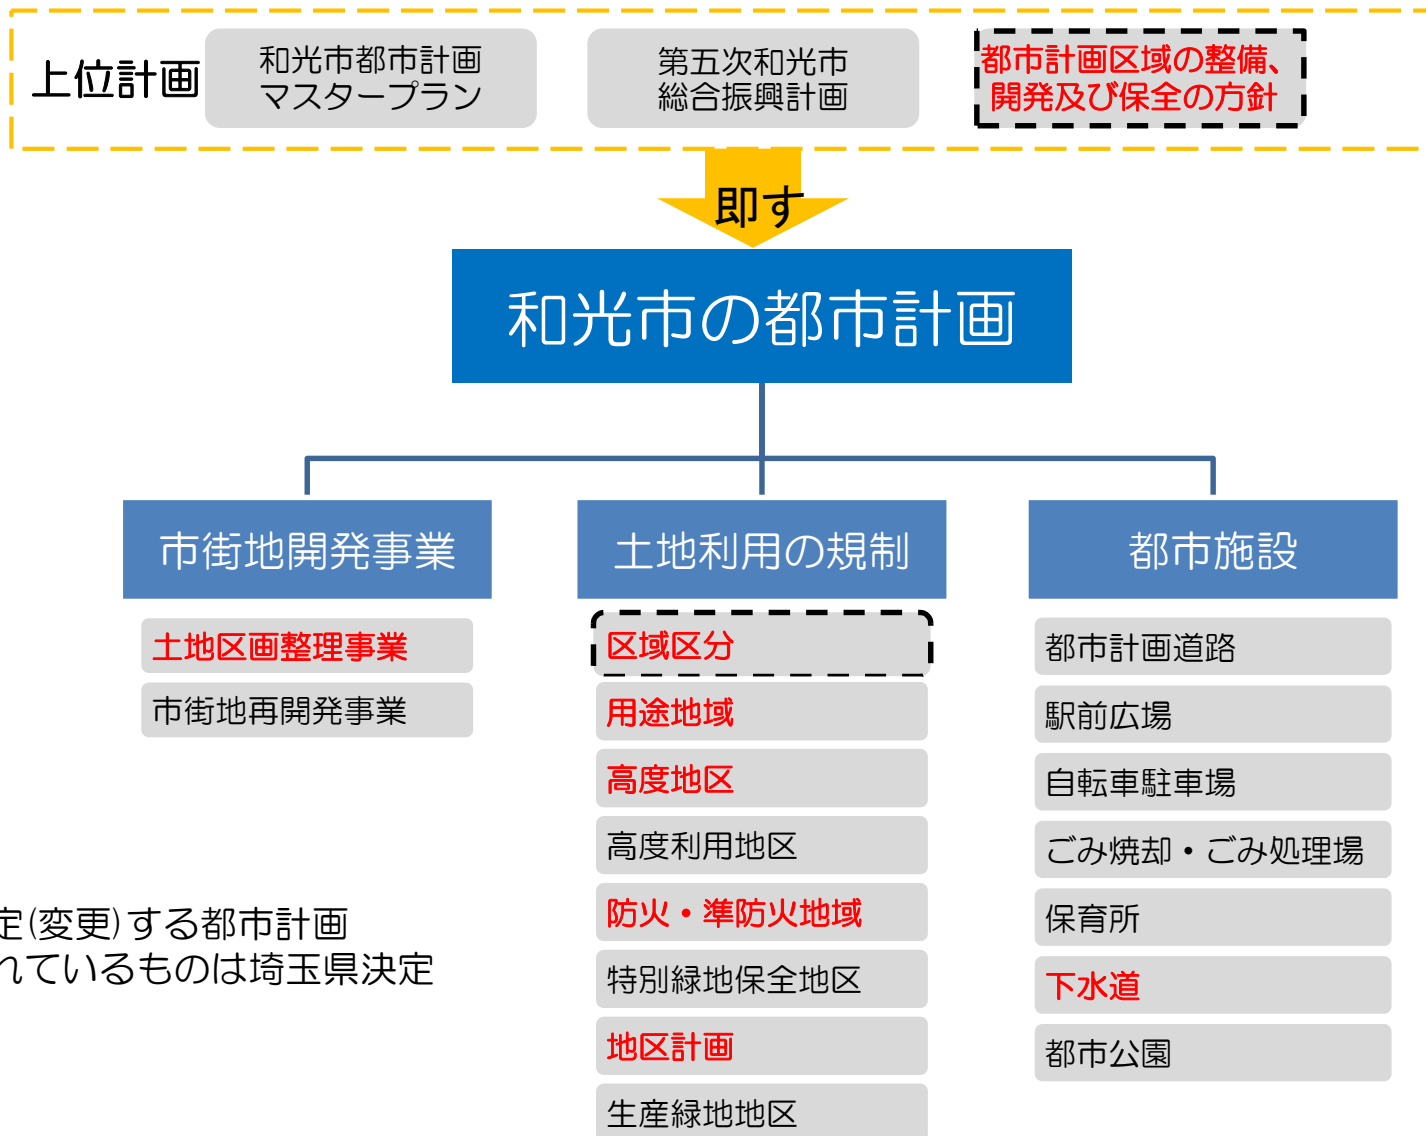 上位計画
和光市都市計画
マスタープラン
第五次和光市
総合振興計画
都市計画区域の整備、
開発及び保全の方針
即す
和光市の都市計画
市街地開発事業
土地区画整理事業
市街地再開発事業
土地利用の規制
区域区分
用途地域
高度地区
高度利用地区
防火・準防火地域
特別緑地保全地区
地区計画
生産緑地地区
都市施設
都市計画道路
駅前広場
自転車駐車場
ごみ焼却・ごみ処理場
保育所
下水道
都市公園
定(変更)する都市計画
れているものは埼玉県決定